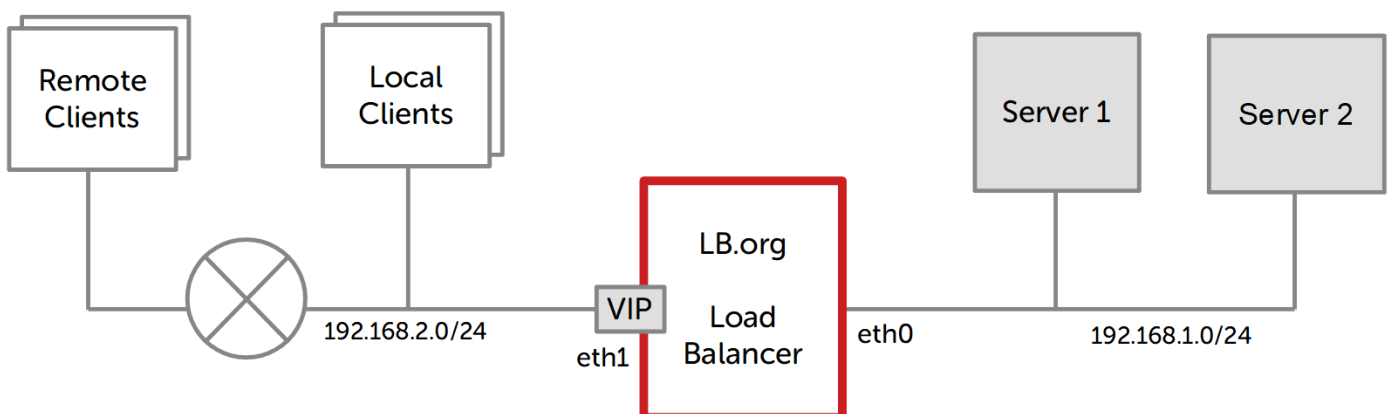 Remote
Clients
Local
Clients
Server 1
Server 2
LB.org
Load
Balancer
VIP
192.168.2.0/24
eth1
eth0
192.168.1.0/24